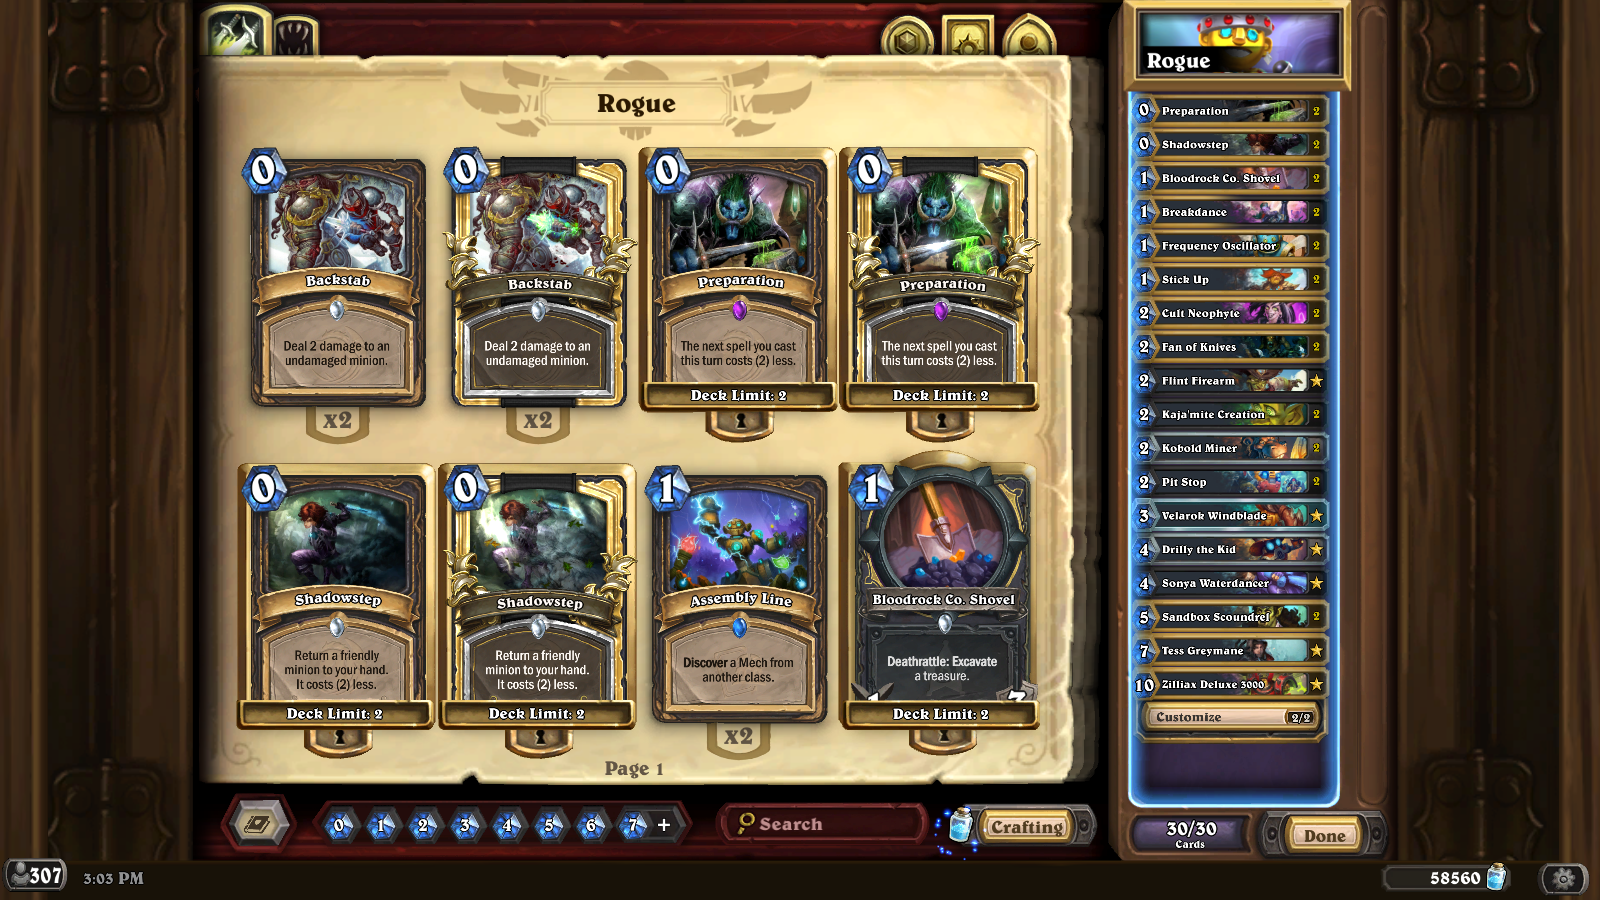 Rogue
0
Backstab
Deal 2 damage to an
undamaged minion.
x2
0
Backstab
Deal 2 damage to an
undamaged minion.
x2
0
Preparation
The next spell you cast
this turn costs (2) less.
Deck Limit: 2
0
Preparation
The next spell you cast
this turn costs (2) less.
Deck Limit: 2
0
Shadowstep
Return a friendly
minion to your hand.
It costs (2) less.
Deck Limit: 2
0
Shadowstep
Return a friendly
minion to your hand.
It costs (2) less.
Deck Limit: 2
1
Assembly Line
Discover a Mech from
another class.
x2
1
Bloodrock Co. Shovel
Deathrattle: Excavate
a treasure.
Deck Limit: 2
Page 1
0 1 2 3 4 5 6 7 +
Search
Crafting
Rogue
0 Preparation 2
0 Shadowstep 2
1 Bloodrock Co. Shovel 2
1 Breakdance 2
1 Frequency Oscillator 2
1 Stick Up 2
2 Cult Neophyte 2
2 Fan of Knives 2
2 Flint Firearm
2 Kaja'mite Creation 2
2 Kobold Miner 2
2 Pit Stop 2
3 Velarok Windblade
4 Drilly the Kid
4 Sonya Waterdancer
5 Sandbox Scoundrel 2
7 Tess Greymane
10 Zilliax Deluxe 3000
Customize 2/2
30/30
Cards
Done
307
3:03 PM
58560